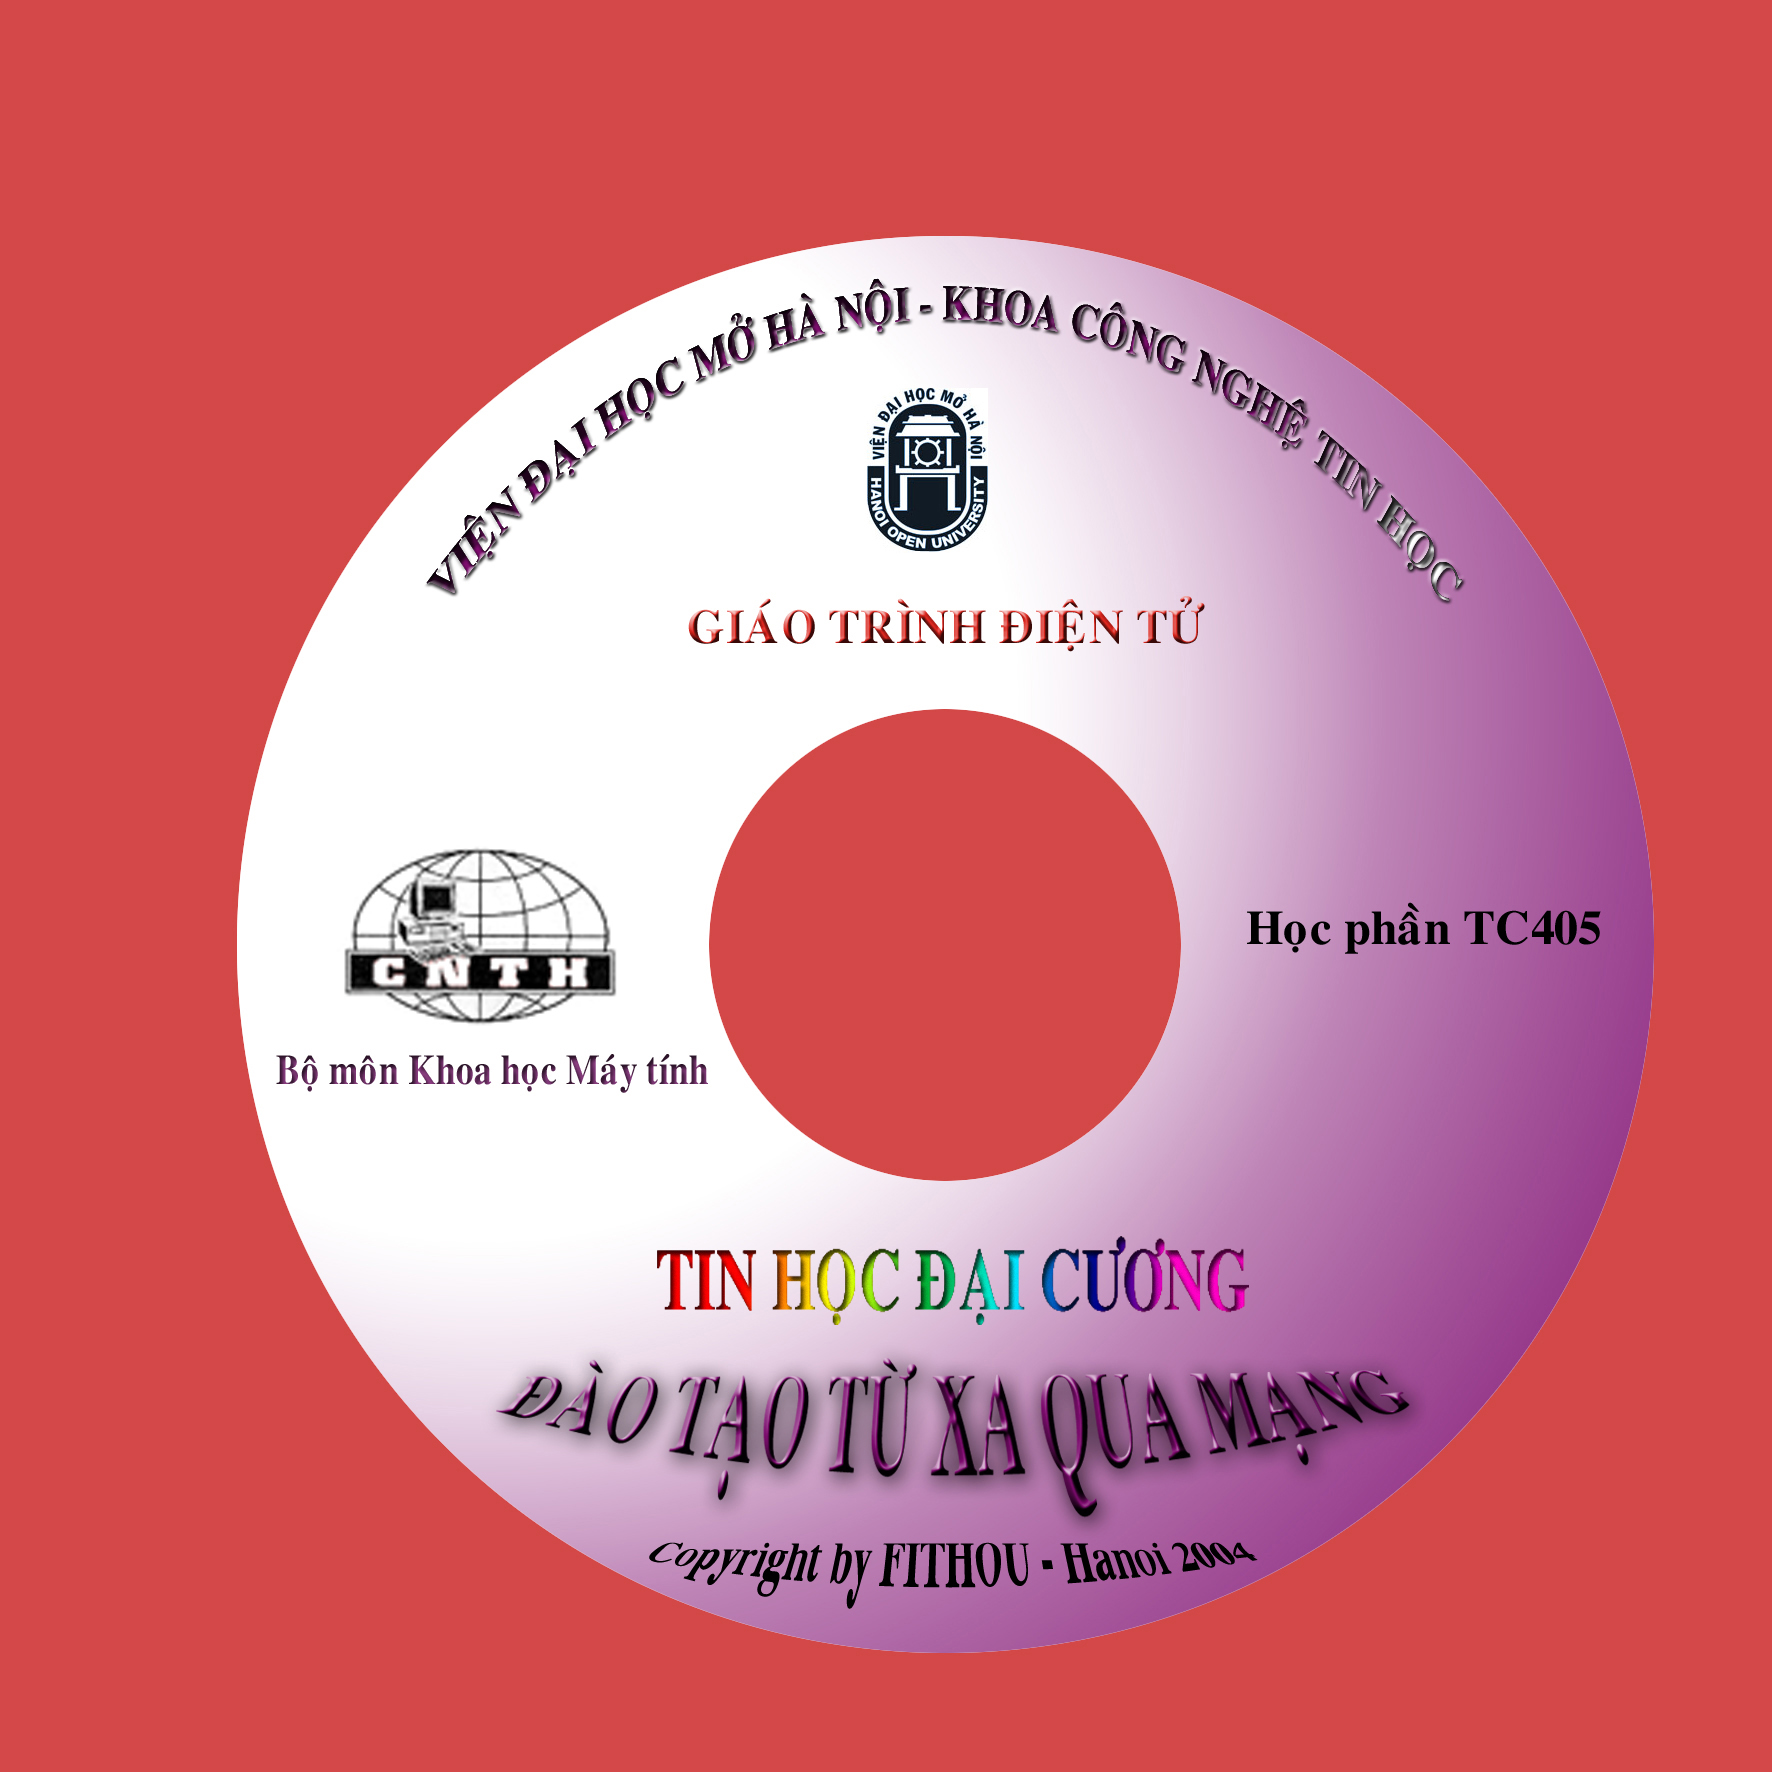 VIỆN ĐẠI HỌC MỞ HÀ NỘI - KHOA CÔNG NGHỆ TIN HỌC
VIỆN ĐẠI HỌC MỞ HÀ NỘI
HANOI OPEN UNIVERSITY
GIÁO TRÌNH ĐIỆN TỬ
CNTH
Bộ môn Khoa học Máy tính
Học phần TC405
TIN HỌC ĐẠI CƯƠNG
ĐÀO TẠO TỪ XA QUA MẠNG
Copyright by FITHOU - Hanoi 2004